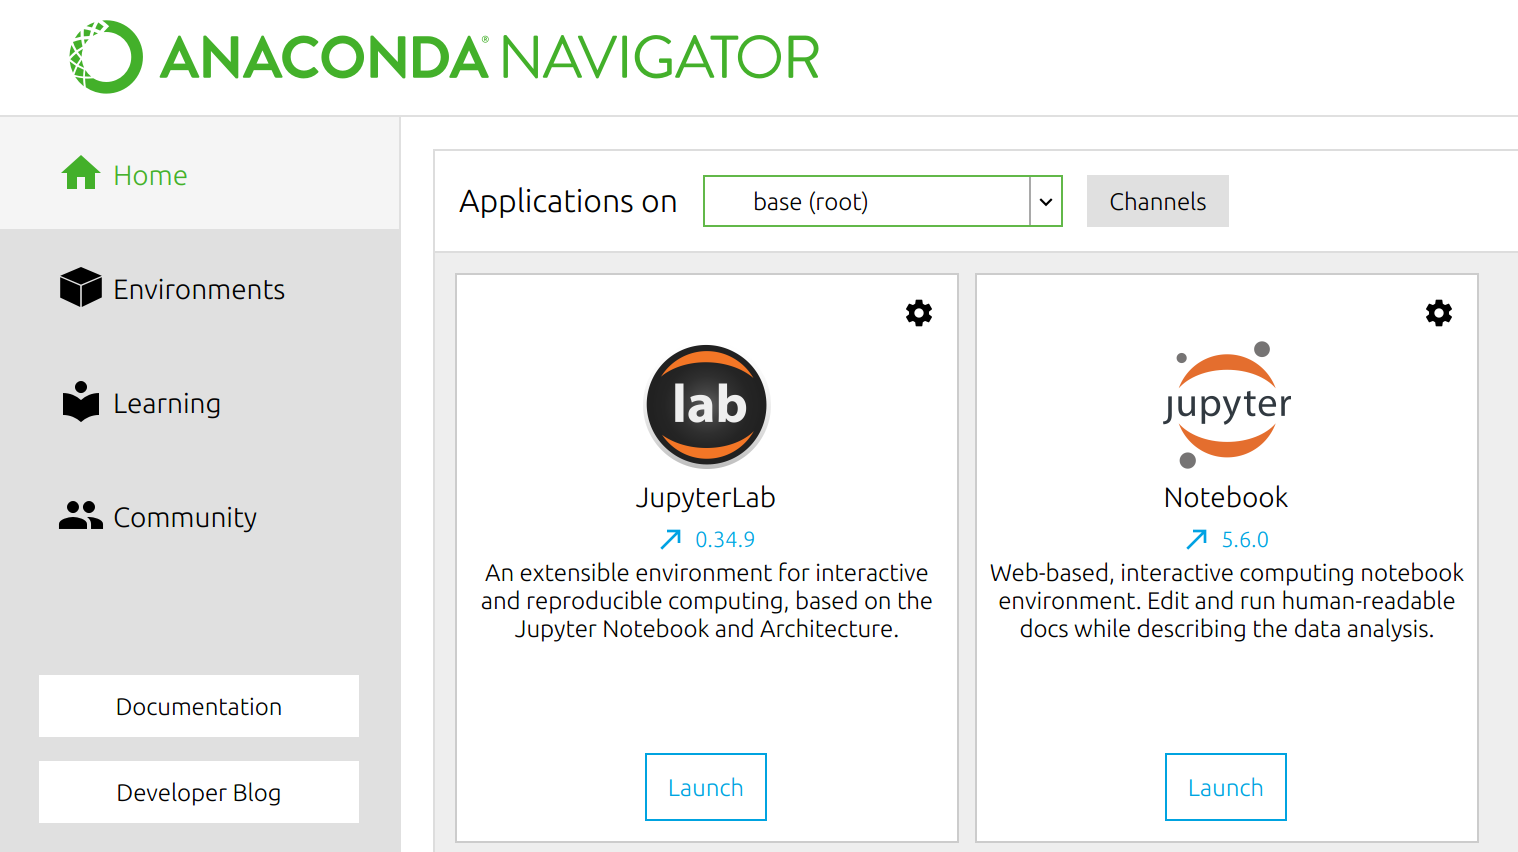 ANACONDA® NAVIGATOR
Home
Environments
Learning
Community
Documentation
Developer Blog
Applications on base (root) Channels
lab
JupyterLab
0.34.9
An extensible environment for interactive
and reproducible computing, based on the
Jupyter Notebook and Architecture.
Launch
jupyter
Notebook
5.6.0
Web-based, interactive computing notebook
environment. Edit and run human-readable
docs while describing the data analysis.
Launch